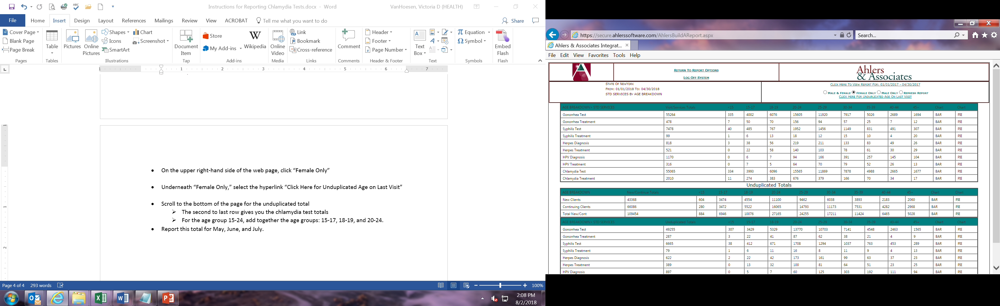 Instructions for Reporting Chlamydia Tests.docx - Word
VanHoesen, Victoria D (HEALTH)
File Home Insert Design Layout References Mailings Review View ACROBAT Tell me what you want to do Share
Cover Page
Blank Page
Page Break
Pages
Table
Tables
Pictures
Online Pictures
Shapes
Icons
SmartArt
Chart
Screenshot
Illustrations
Document Item
Tap
Store
My Add-ins
Wikipedia
Add-ins
Online Video
Media
Link
Bookmark
Cross-reference
Links
Comment
Comments
Header
Footer
Page Number
Header & Footer
Text Box
Text
Equation
Symbol
Symbols
Embed Flash
Flash
1 1 2 3 4 5 6 7
• On the upper right-hand side of the web page, click “Female Only”
• Underneath “Female Only,” select the hyperlink “Click Here for Unduplicated Age on Last Visit”
• Scroll to the bottom of the page for the unduplicated total
➢ The second to last row gives you the chlamydia test totals
➢ For the age group 15-24, add together the age groups: 15-17, 18-19, and 20-24.
• Report this total for May, June, and July.
Page 4 of 4 293 words
100%
2:08 PM
8/2/2018
https://secure.ahlerssoftware.com/AhlersBuildAReport.aspx
Search...
Ahlers & Associates Integrat...
File Edit View Favorites Tools Help
RETURN TO REPORT OPTIONS
LOG OFF SYSTEM
Ahlers
& Associates
STATE OF NEWYORK
FROM: 01/01/2018 TO: 04/30/2018
STD SERVICES BY AGE BREAKDOWN
CLICK HERE TO VIEW REPORT FOR: 01/01/2017 - 04/30/2017
MALE & FEMALE FEMALE ONLY MALE ONLY REFRESH REPORT
CLICK HERE FOR UNDUPLICATED AGE ON LAST VISIT
AGE BREAKDOWN> STD SERVICES Visit/Services Totals <15 15-17 18-19 20-24 25-29 30-34 35-39 40-44 45+ Chart Chart
Gonorrhea Test 55264 335 4002 6076 15605 11920 7917 5026 2689 1694 BAR PIE
Gonorrhea Treatment 478 7 50 70 156 94 57 25 7 12 BAR PIE
Syphilis Test 7478 40 485 767 1952 1456 1149 831 491 307 BAR PIE
Syphilis Treatment 99 1 6 13 18 12 15 10 4 20 BAR PIE
Herpes Diagnosis 818 3 38 56 219 211 133 83 49 26 BAR PIE
Herpes Treatment 521 0 22 58 140 103 78 61 30 29 BAR PIE
HPV Diagnosis 1170 0 6 7 94 166 391 257 145 104 BAR PIE
HPV Treatment 316 0 7 5 64 70 79 52 26 13 BAR PIE
Chlamydia Test 55065 334 3993 6096 15565 11869 7878 4988 2665 1677 BAR PIE
Chlamydia Treatment 2010 11 274 383 676 379 166 70 34 17 BAR PIE
Unduplicated Totals
AGE BREAKDOWN New/Continue Totals <15 15-17 18-19 20-24 25-29 30-34 35-39 40-44 45+ Chart Chart
New Clients 43368 604 3474 4554 11100 9462 6038 3893 2183 2060 BAR PIE
Continuing Clients 66086 280 3472 5522 16065 14793 11173 7531 4282 2968 BAR PIE
Total New/Cont 109454 884 6946 10076 27165 24255 17211 11424 6465 5028 BAR PIE
AGE BREAKDOWN> STD SERVICES Unduplicated Totals <15 15-17 18-19 20-24 25-29 30-34 35-39 40-44 45+ Chart Chart
Gonorrhea Test 49255 307 3429 5329 13770 10703 7141 4548 2463 1565 BAR PIE
Gonorrhea Treatment 287 3 22 41 87 62 38 21 4 9 BAR PIE
Syphilis Test 6665 38 412 671 1708 1294 1037 763 453 289 BAR PIE
Syphilis Treatment 79 1 6 11 16 8 11 9 4 13 BAR PIE
Herpes Diagnosis 622 2 22 42 173 161 99 63 37 23 BAR PIE
Herpes Treatment 389 0 13 32 100 81 64 51 23 25 BAR PIE
HPV Diagnosis 897 0 5 7 60 125 303 192 111 94 BAR PIE